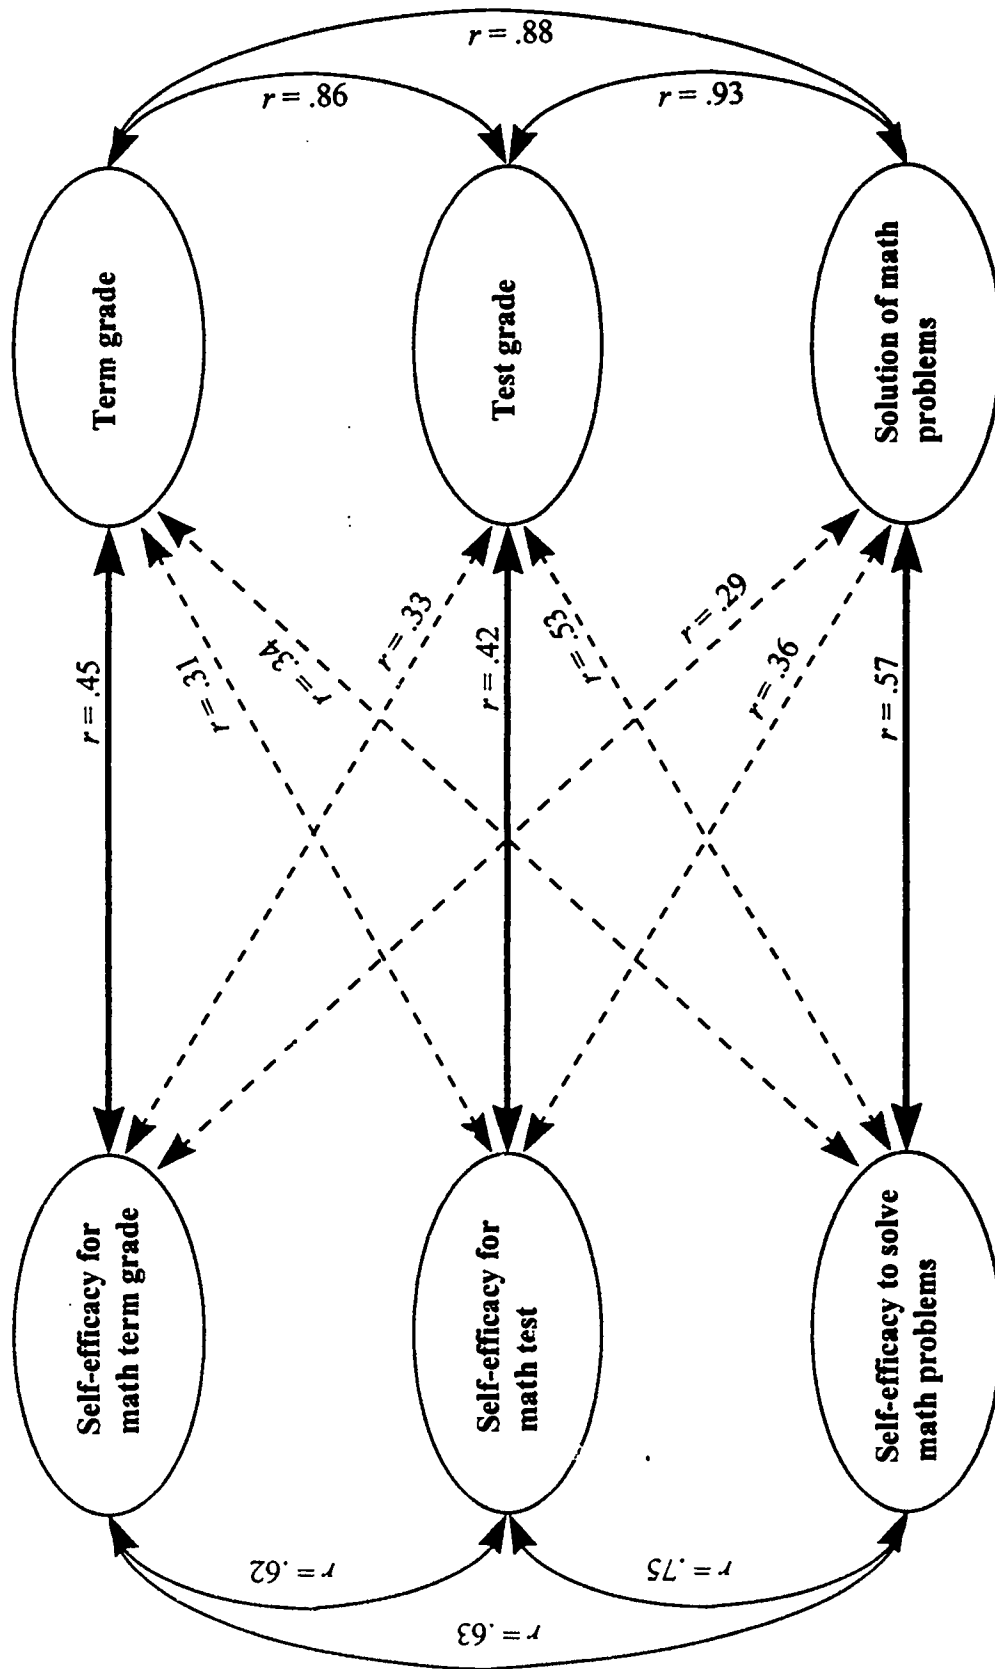 Self-efficacy for
math term grade
Self-efficacy for
math test
Self-efficacy to solve
math problems
r = .62
r = .75
r = .63
r = .45
r = .31
r = .34
r = .33
r = .42
r = .53
r = .29
r = .36
r = .57
Term grade
Test grade
Solution of math
problems
r = .86
r = .93
r = .88